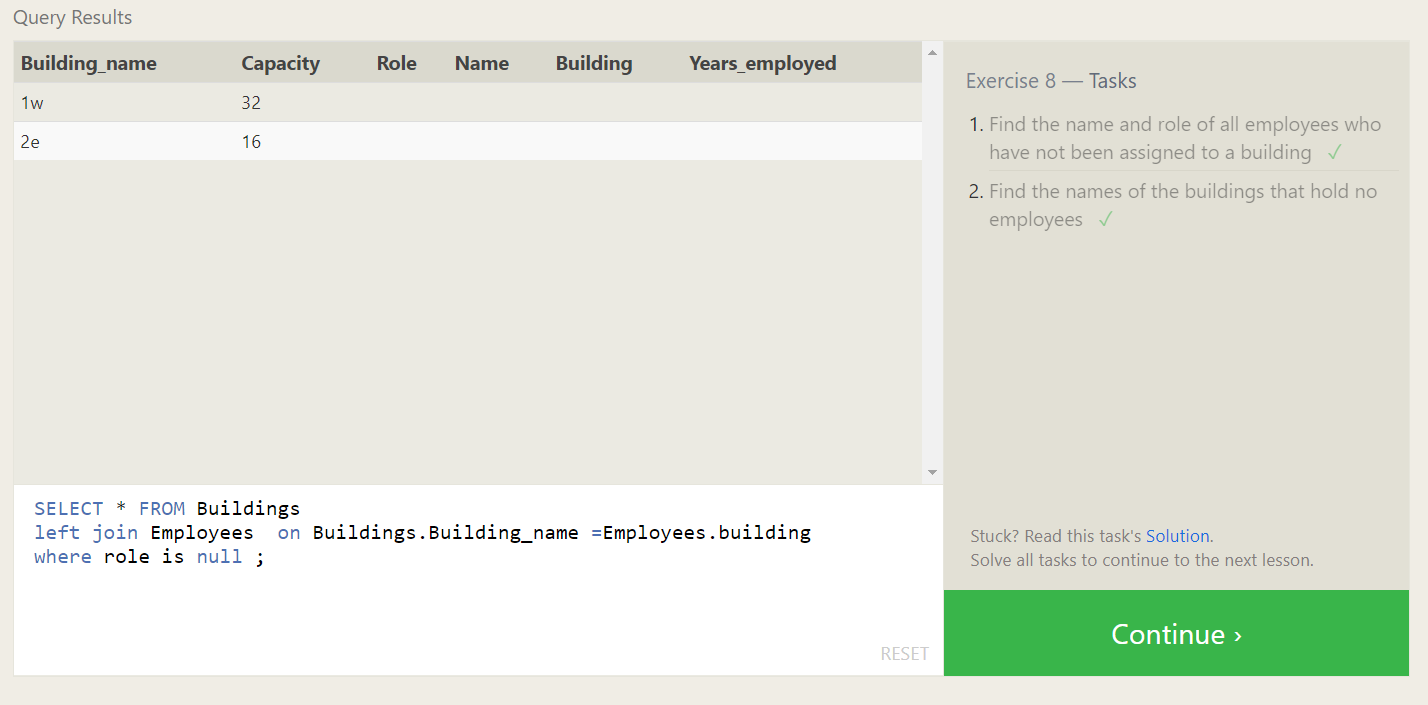 Query Results
Building_name Capacity Role Name Building Years_employed
1w 32
2e 16
SELECT * FROM Buildings
left join Employees  on Buildings.Building_name =Employees.building
where role is null ;
RESET
Exercise 8 — Tasks
1. Find the name and role of all employees who
have not been assigned to a building ✓
2. Find the names of the buildings that hold no
employees ✓
Stuck? Read this task's Solution.
Solve all tasks to continue to the next lesson.
Continue ›